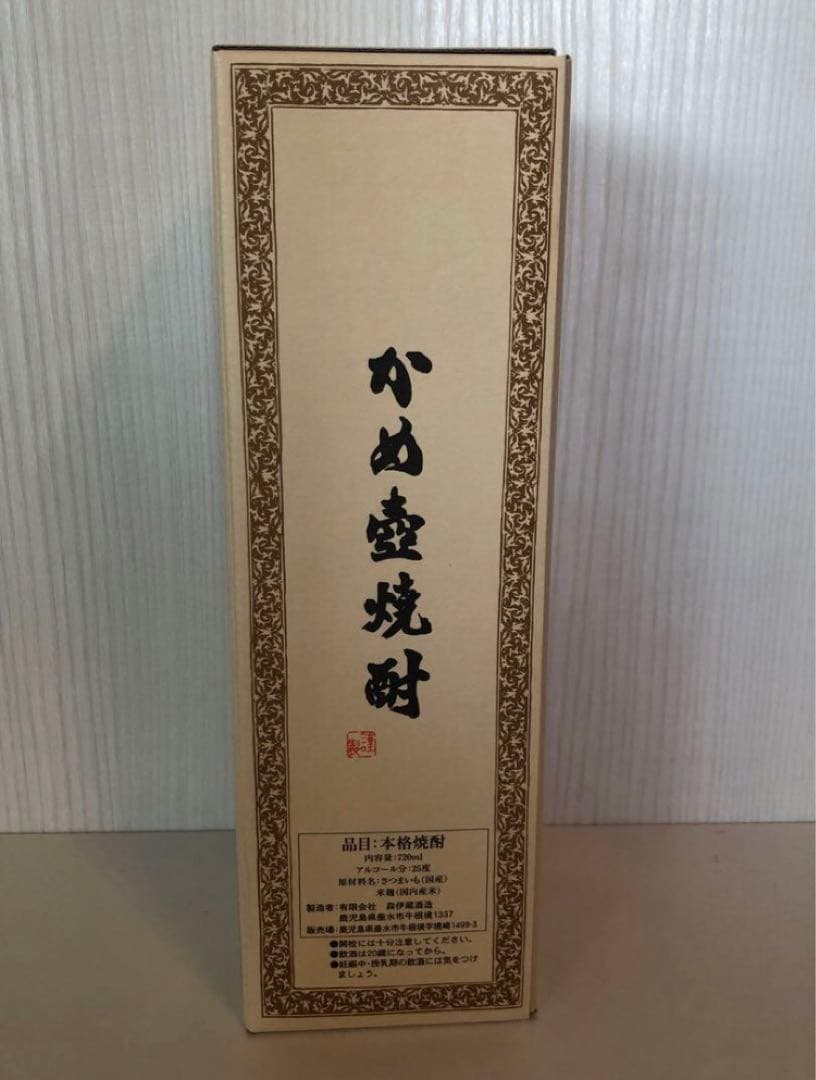 かめ壺焼酎
品目:本格焼酎
内容量:720ml
アルコール分:25度
原材料名:さつまいも(国産)
米麹(国内産米)
製造者:有限会社 森伊蔵酒造
鹿児島県垂水市牛根境1337
販売場:鹿児島県垂水市牛根境字樋崎1499-3
●開栓には十分注意してください。
●飲酒は20歳になってから。
●妊娠中・授乳期の飲酒には気をつけ
ましょう。